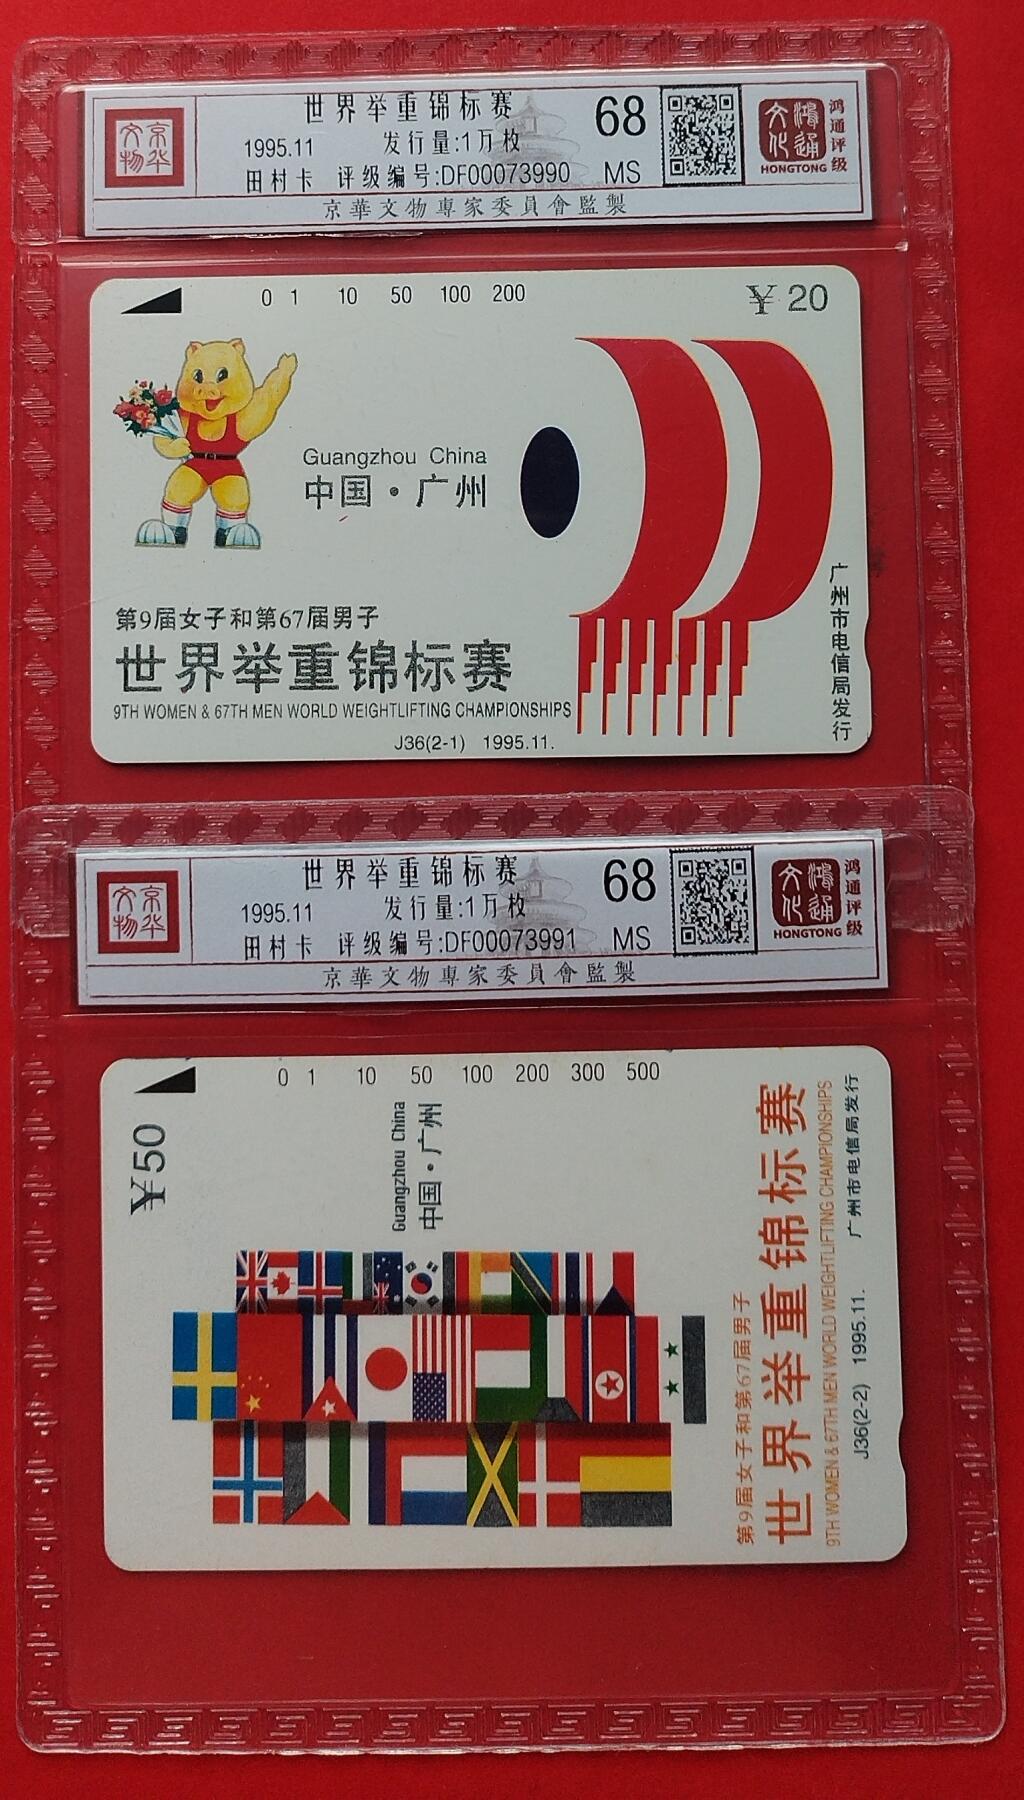 京华
文物
世界举重锦标赛
1995.11 发行量:1万枚
田村卡 评级编号:DF00073990
68
MS
鸿通
文化
HONGTONG
鸿通评级
京華文物專家委員會監製
0 1 10 50 100 200
¥20
Guangzhou China
中国·广州
第9届女子和第67届男子
世界举重锦标赛
9TH WOMEN & 67TH MEN WORLD WEIGHTLIFTING CHAMPIONSHIPS
J36(2-1) 1995.11.
广州市电信局发行
京华
文物
世界举重锦标赛
1995.11 发行量:1万枚
田村卡 评级编号:DF00073991
68
MS
鸿通
文化
HONGTONG
鸿通评级
京華文物專家委員會監製
0 1 10 50 100 200 300 500
¥50
Guangzhou China
中国·广州
第9届女子和第67届男子
世界举重锦标赛
9TH WOMEN & 67TH MEN WORLD WEIGHTLIFTING CHAMPIONSHIPS
J36(2-2) 1995.11. 广州市电信局发行